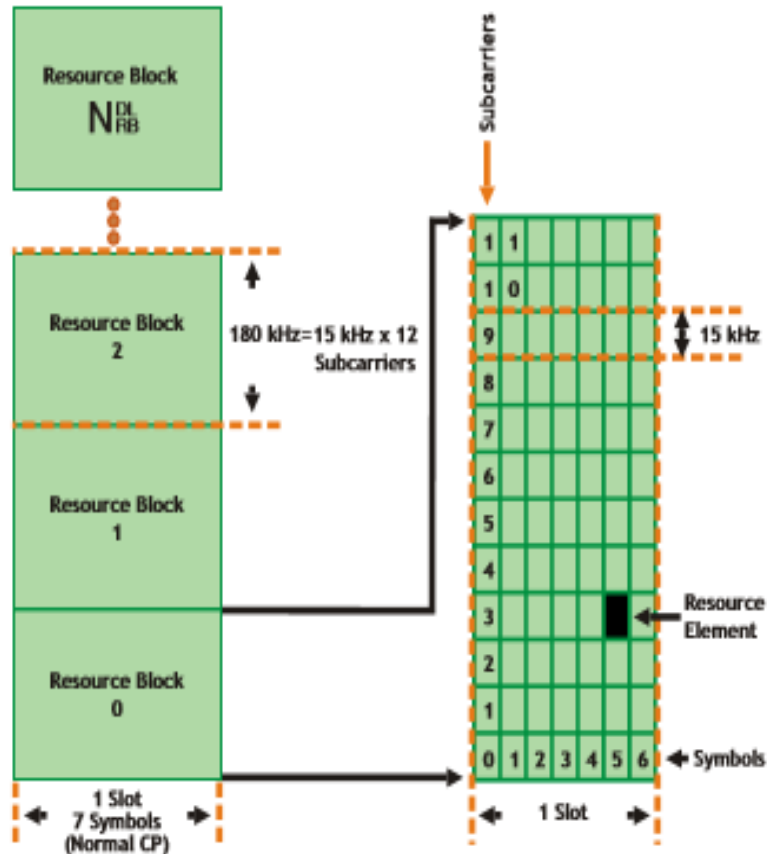 Resource Block
N DL RB
Resource Block
2
180 kHz=15 kHz x 12
Subcarriers
Resource Block
1
Resource Block
0
1 Slot
7 Symbols
(Normal CP)
Subcarriers
1 1
1 0
9
15 kHz
8
7
6
5
4
3
Resource
Element
2
1
0 1 2 3 4 5 6
Symbols
1 Slot